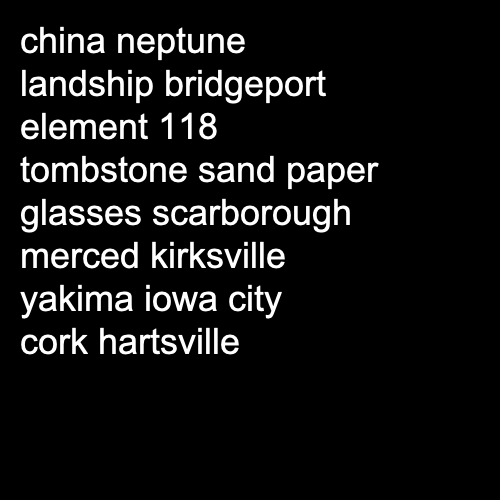 china neptune
landship bridgeport
element 118
tombstone sand paper
glasses scarborough
merced kirksville
yakima iowa city
cork hartsville